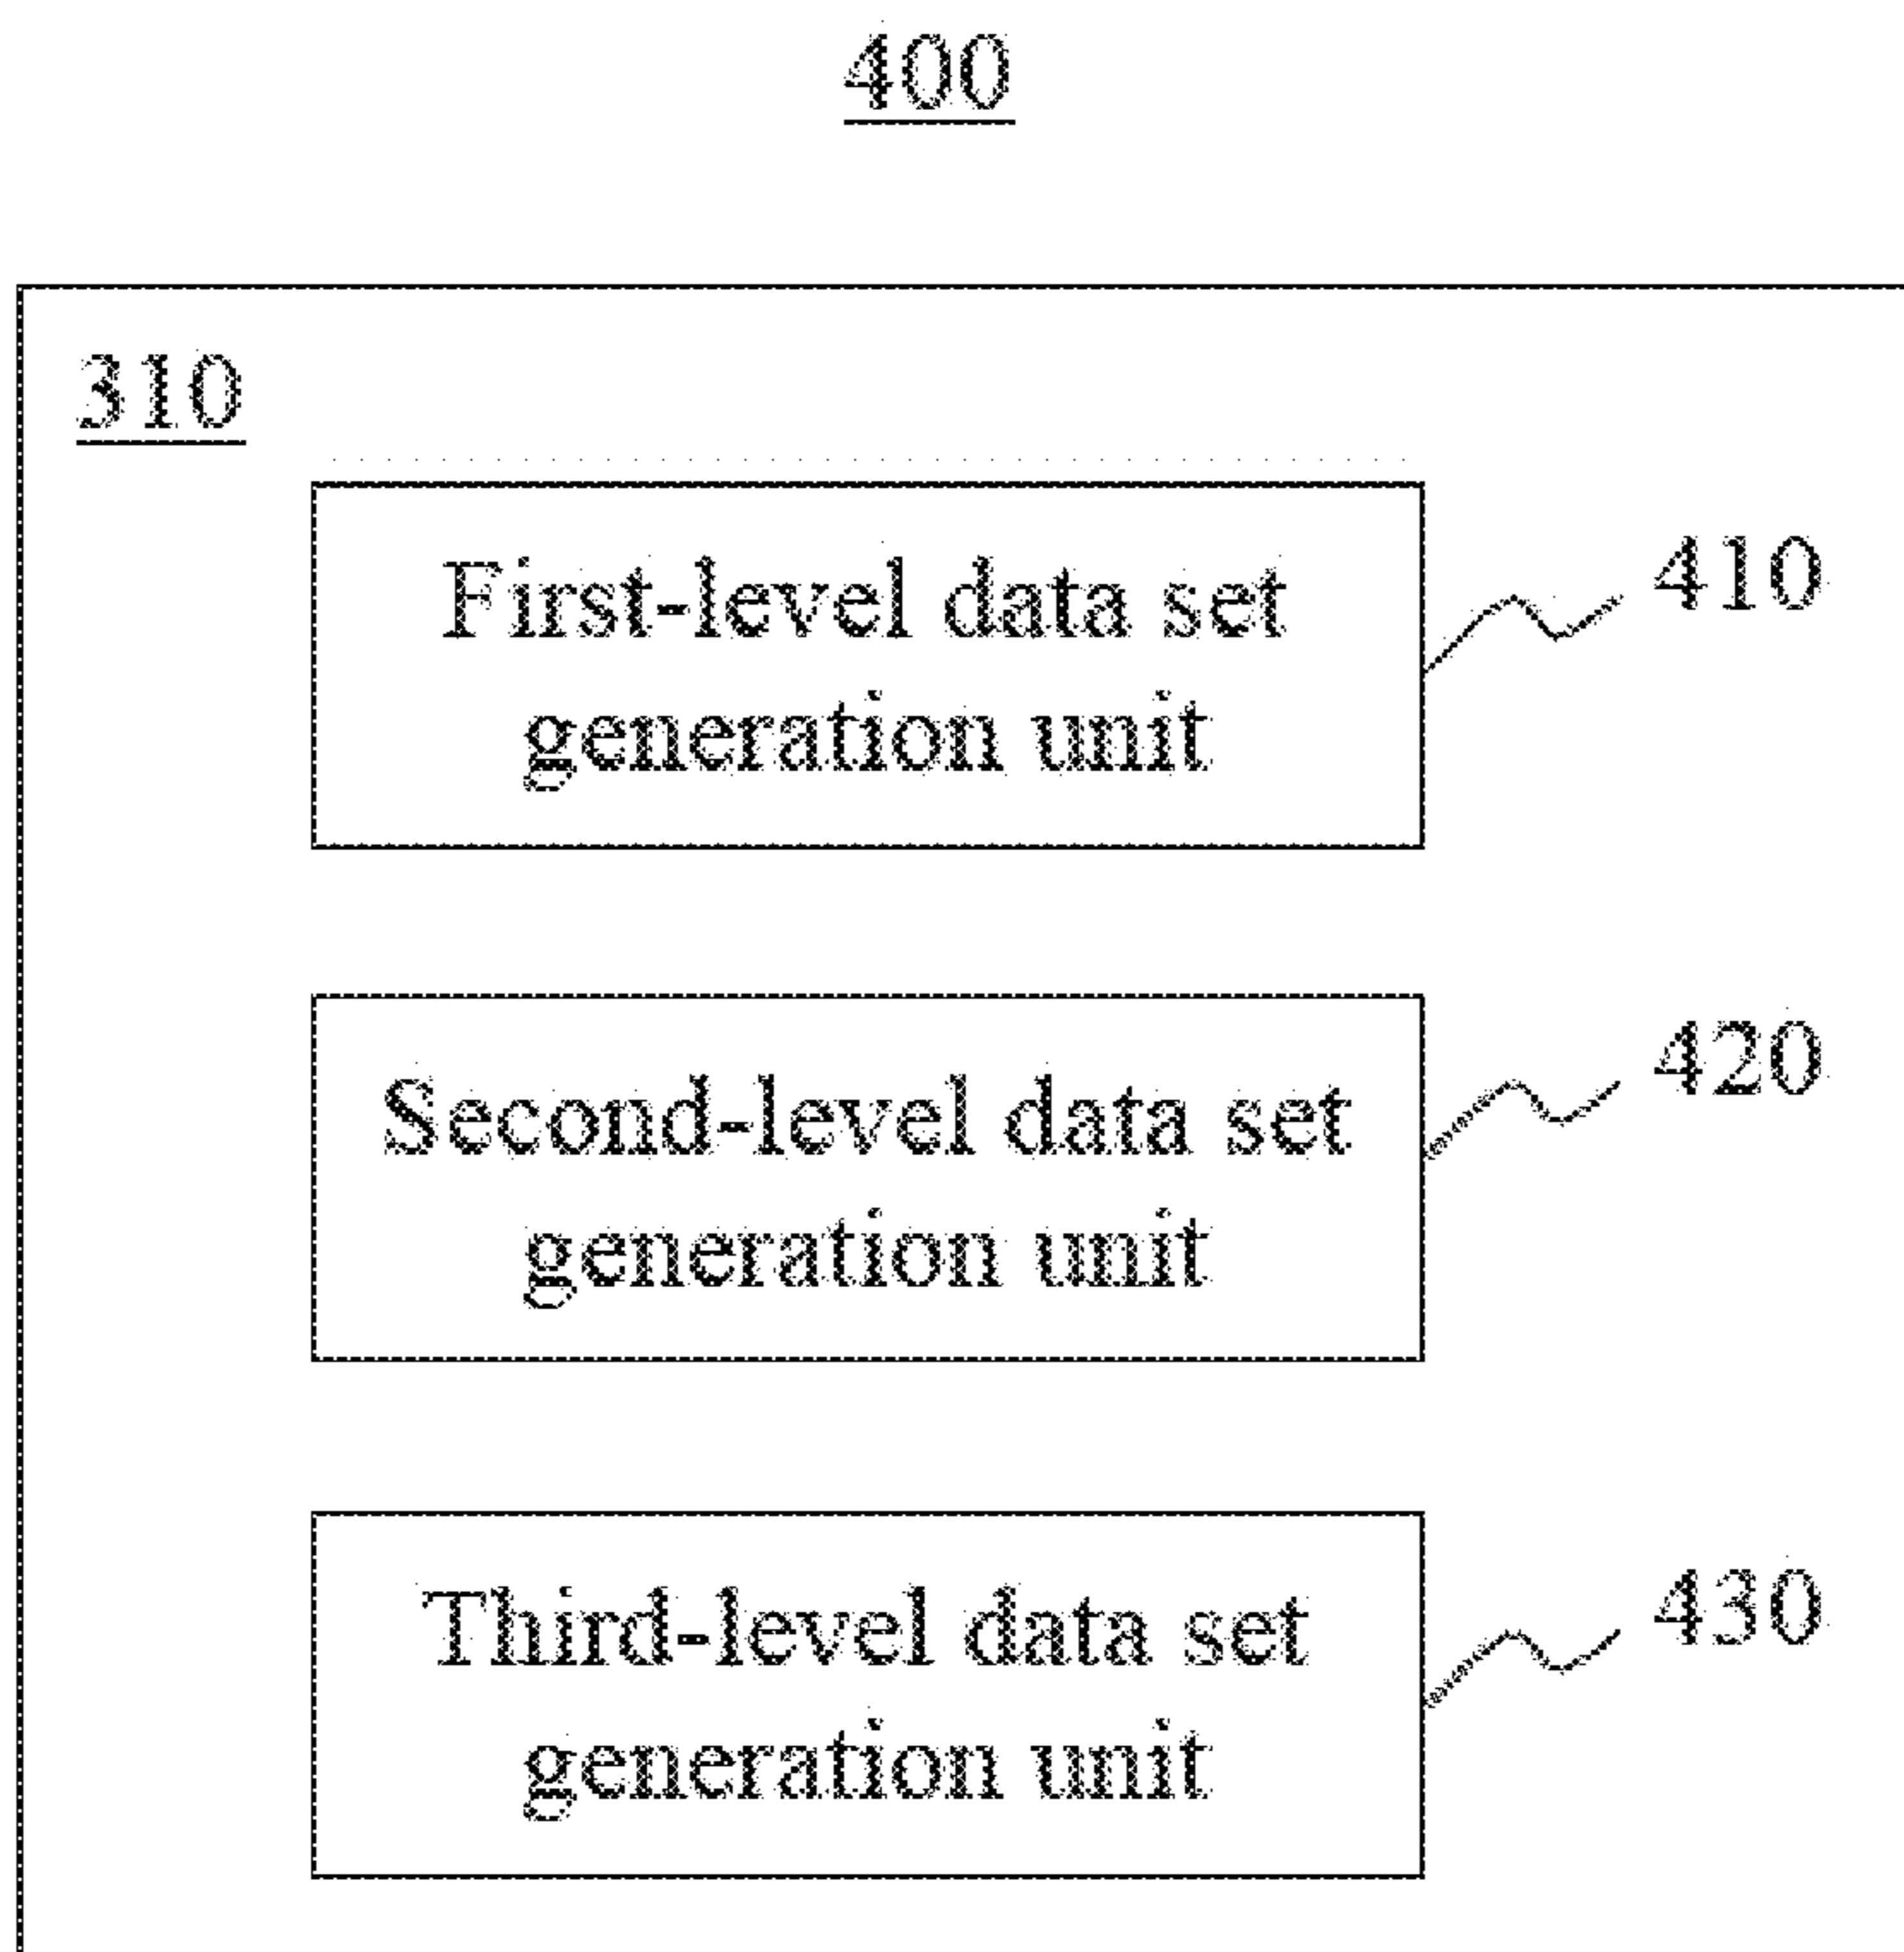 400
310
First-level data set
generation unit
410
Second-level data set
generation unit
420
Third-level data set
generation unit
430